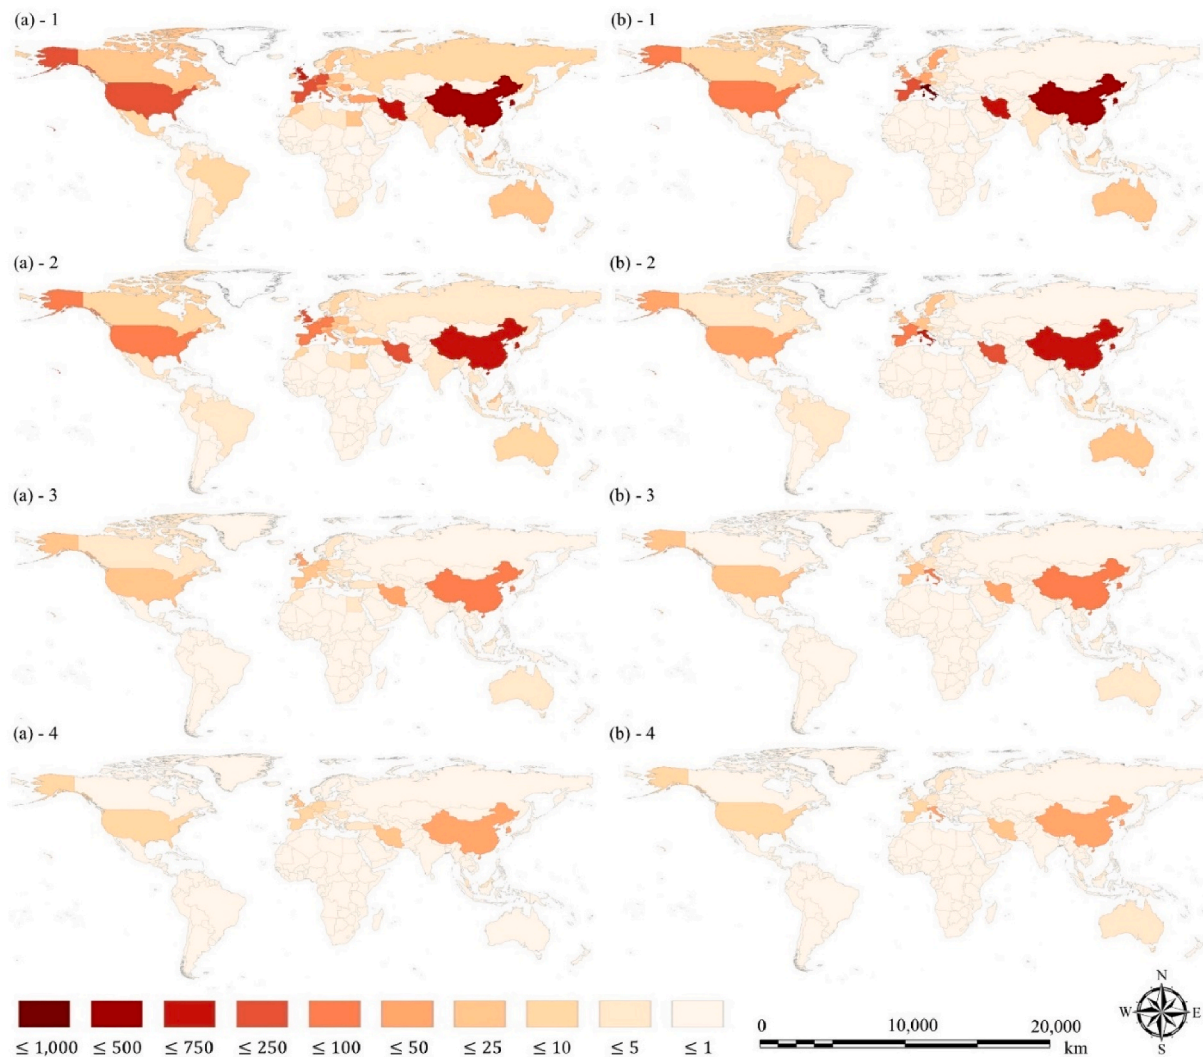 (a) - 1 (b) - 1
(a) - 2 (b) - 2
(a) - 3 (b) - 3
(a) - 4 (b) - 4
≤ 1,000 ≤ 500 ≤ 750 ≤ 250 ≤ 100 ≤ 50 ≤ 25 ≤ 10 ≤ 5 ≤ 1
0 10,000 20,000
km
N
W E
S